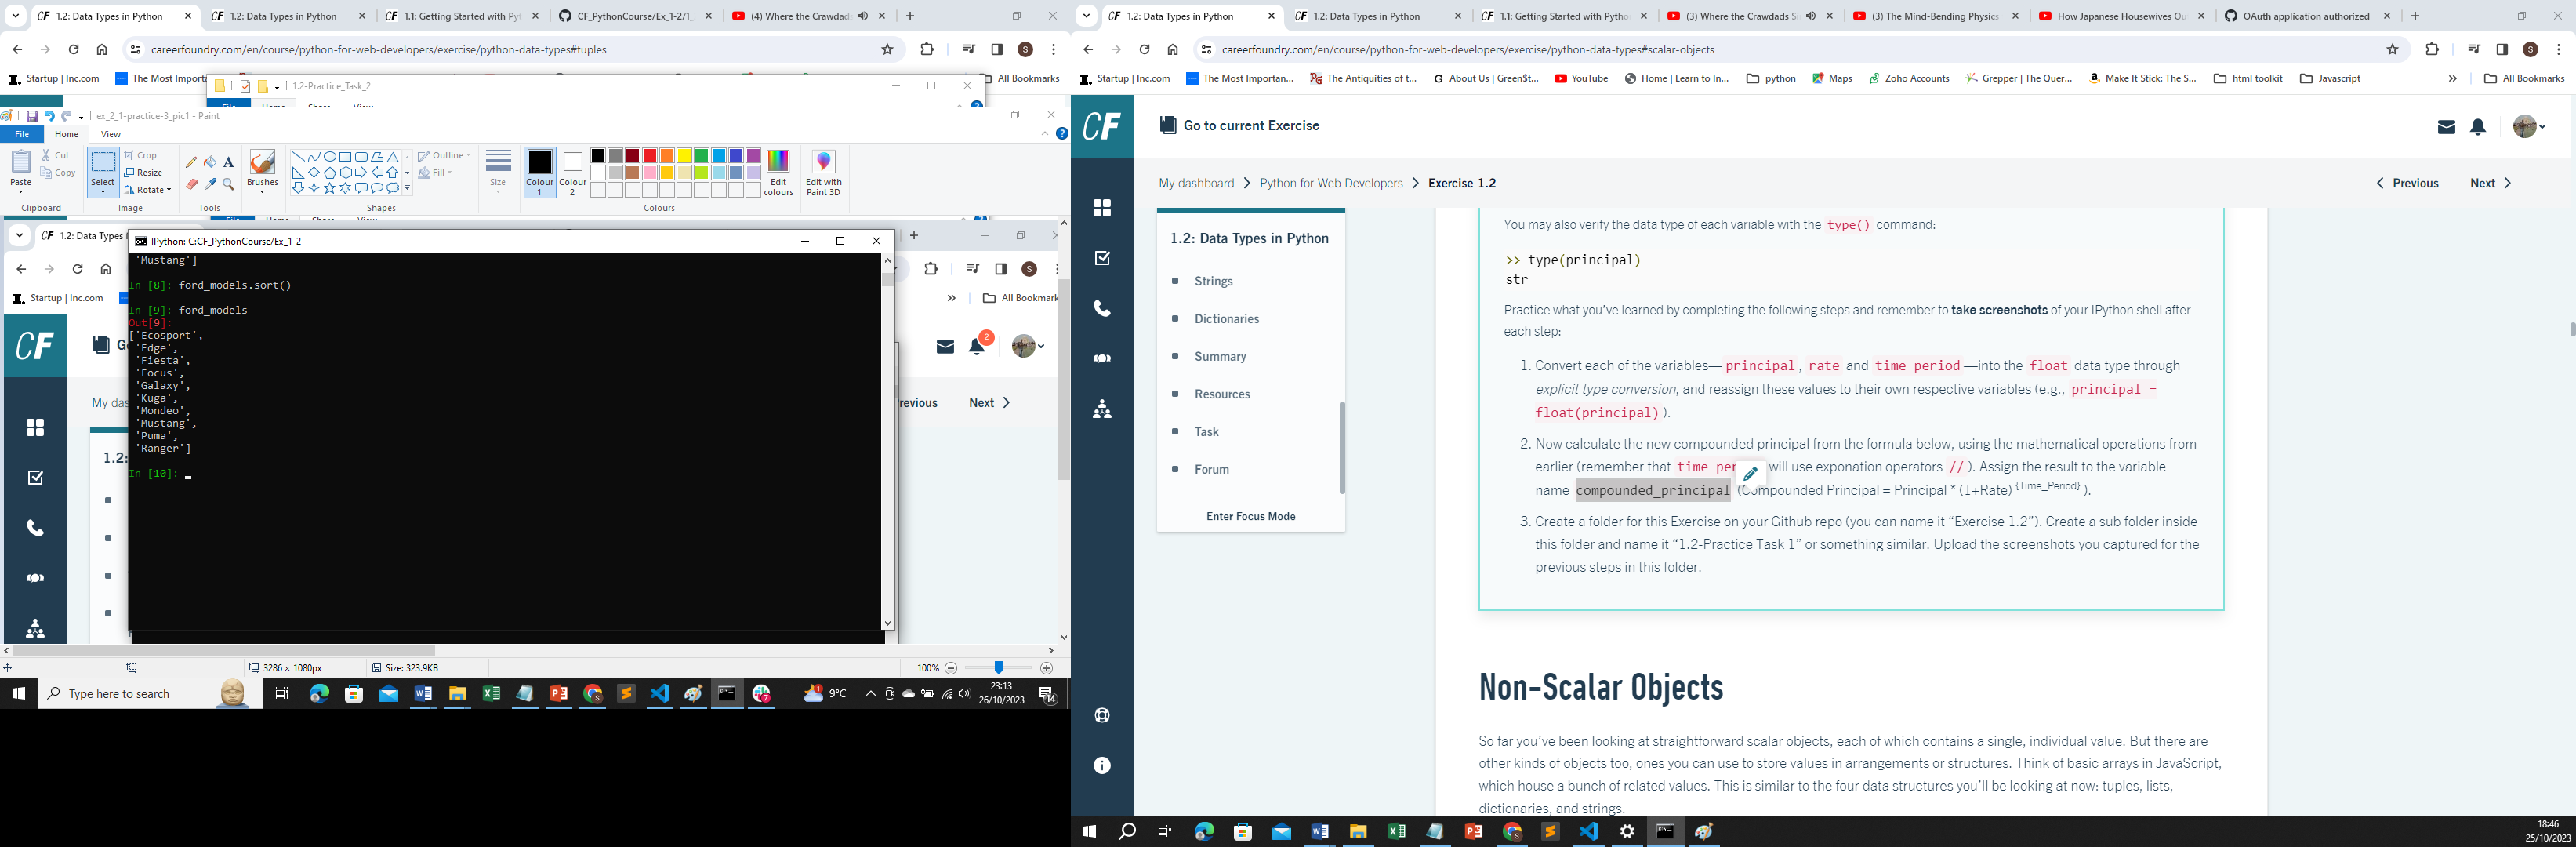 1.2: Data Types in Python
1.2: Data Types in Python
1.1: Getting Started with Pyt
CF_PythonCourse/Ex_1-2/1_
(4) Where the Crawdad
careerfoundry.com/en/course/python-for-web-developers/exercise/python-data-types#tuples
Startup | Inc.com
The Most Importa
1.2-Practice_Task_2
All Bookmarks
ex_2_1-practice-3_pic1 - Paint
File
Home
View
Paste
Cut
Copy
Clipboard
Select
Crop
Resize
Rotate
Image
Tools
Brushes
Shapes
Outline
Fill
Size
Colour 1
Colour 2
Edit colours
Edit with Paint 3D
Colours
1.2: Data Types i
IPython: C:CF_PythonCourse/Ex_1-2
Startup | Inc.com
All Bookmark
CF
G
2
My das
revious
Next
1.2:
'Mustang']
In [8]: ford_models.sort()
In [9]: ford_models
Out[9]:
['Ecosport',
'Edge',
'Fiesta',
'Focus',
'Galaxy',
'Kuga',
'Mondeo',
'Mustang',
'Puma',
'Ranger']
In [10]:
3286 × 1080px
Size: 323.9KB
100%
Type here to search
9°C
23:13
26/10/2023
14
1.2: Data Types in Python
1.2: Data Types in Python
1.1: Getting Started with Pytho
(3) Where the Crawdads Si
(3) The Mind-Bending Physics
How Japanese Housewives Ou
OAuth application authorized
careerfoundry.com/en/course/python-for-web-developers/exercise/python-data-types#scalar-objects
Startup | Inc.com
The Most Importan...
The Antiquities of t...
About Us | Green$t...
YouTube
Home | Learn to In...
python
Maps
Zoho Accounts
Grepper | The Quer...
Make It Stick: The S...
html toolkit
Javascript
All Bookmarks
CF
Go to current Exercise
My dashboard > Python for Web Developers > Exercise 1.2
Previous
Next
1.2: Data Types in Python
Strings
Dictionaries
Summary
Resources
Task
Forum
Enter Focus Mode
You may also verify the data type of each variable with the type() command:
>> type(principal)
str
Practice what you've learned by completing the following steps and remember to take screenshots of your IPython shell after
each step:
1. Convert each of the variables—principal, rate and time_period—into the float data type through
explicit type conversion, and reassign these values to their own respective variables (e.g., principal =
float(principal)).
2. Now calculate the new compounded principal from the formula below, using the mathematical operations from
earlier (remember that time_per will use exponation operators //). Assign the result to the variable
name compounded_principal (Compounded Principal = Principal * (1+Rate) {Time_Period} ).
3. Create a folder for this Exercise on your Github repo (you can name it “Exercise 1.2”). Create a sub folder inside
this folder and name it “1.2-Practice Task 1” or something similar. Upload the screenshots you captured for the
previous steps in this folder.
Non-Scalar Objects
So far you've been looking at straightforward scalar objects, each of which contains a single, individual value. But there are
other kinds of objects too, ones you can use to store values in arrangements or structures. Think of basic arrays in JavaScript,
which house a bunch of related values. This is similar to the four data structures you'll be looking at now: tuples, lists,
dictionaries, and strings.
18:46
25/10/2023